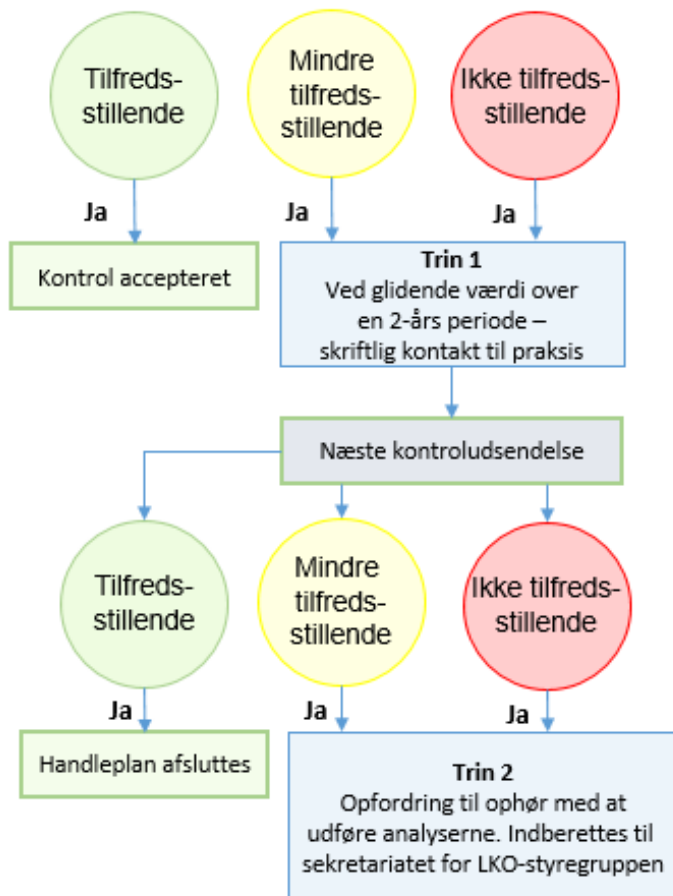 Tilfreds-
stillende
Mindre
tilfreds-
stillende
Ikke tilfreds-
stillende
Ja
Ja
Ja
Kontrol accepteret
Trin 1
Ved glidende værdi over
en 2-års periode –
skriftlig kontakt til praksis
Næste kontroludsendelse
Tilfreds-
stillende
Mindre
tilfreds-
stillende
Ikke tilfreds-
stillende
Ja
Ja
Ja
Handleplan afsluttes
Trin 2
Opfordring til ophør med at
udføre analyserne. Indberettes til
sekretariatet for LKO-styregruppen